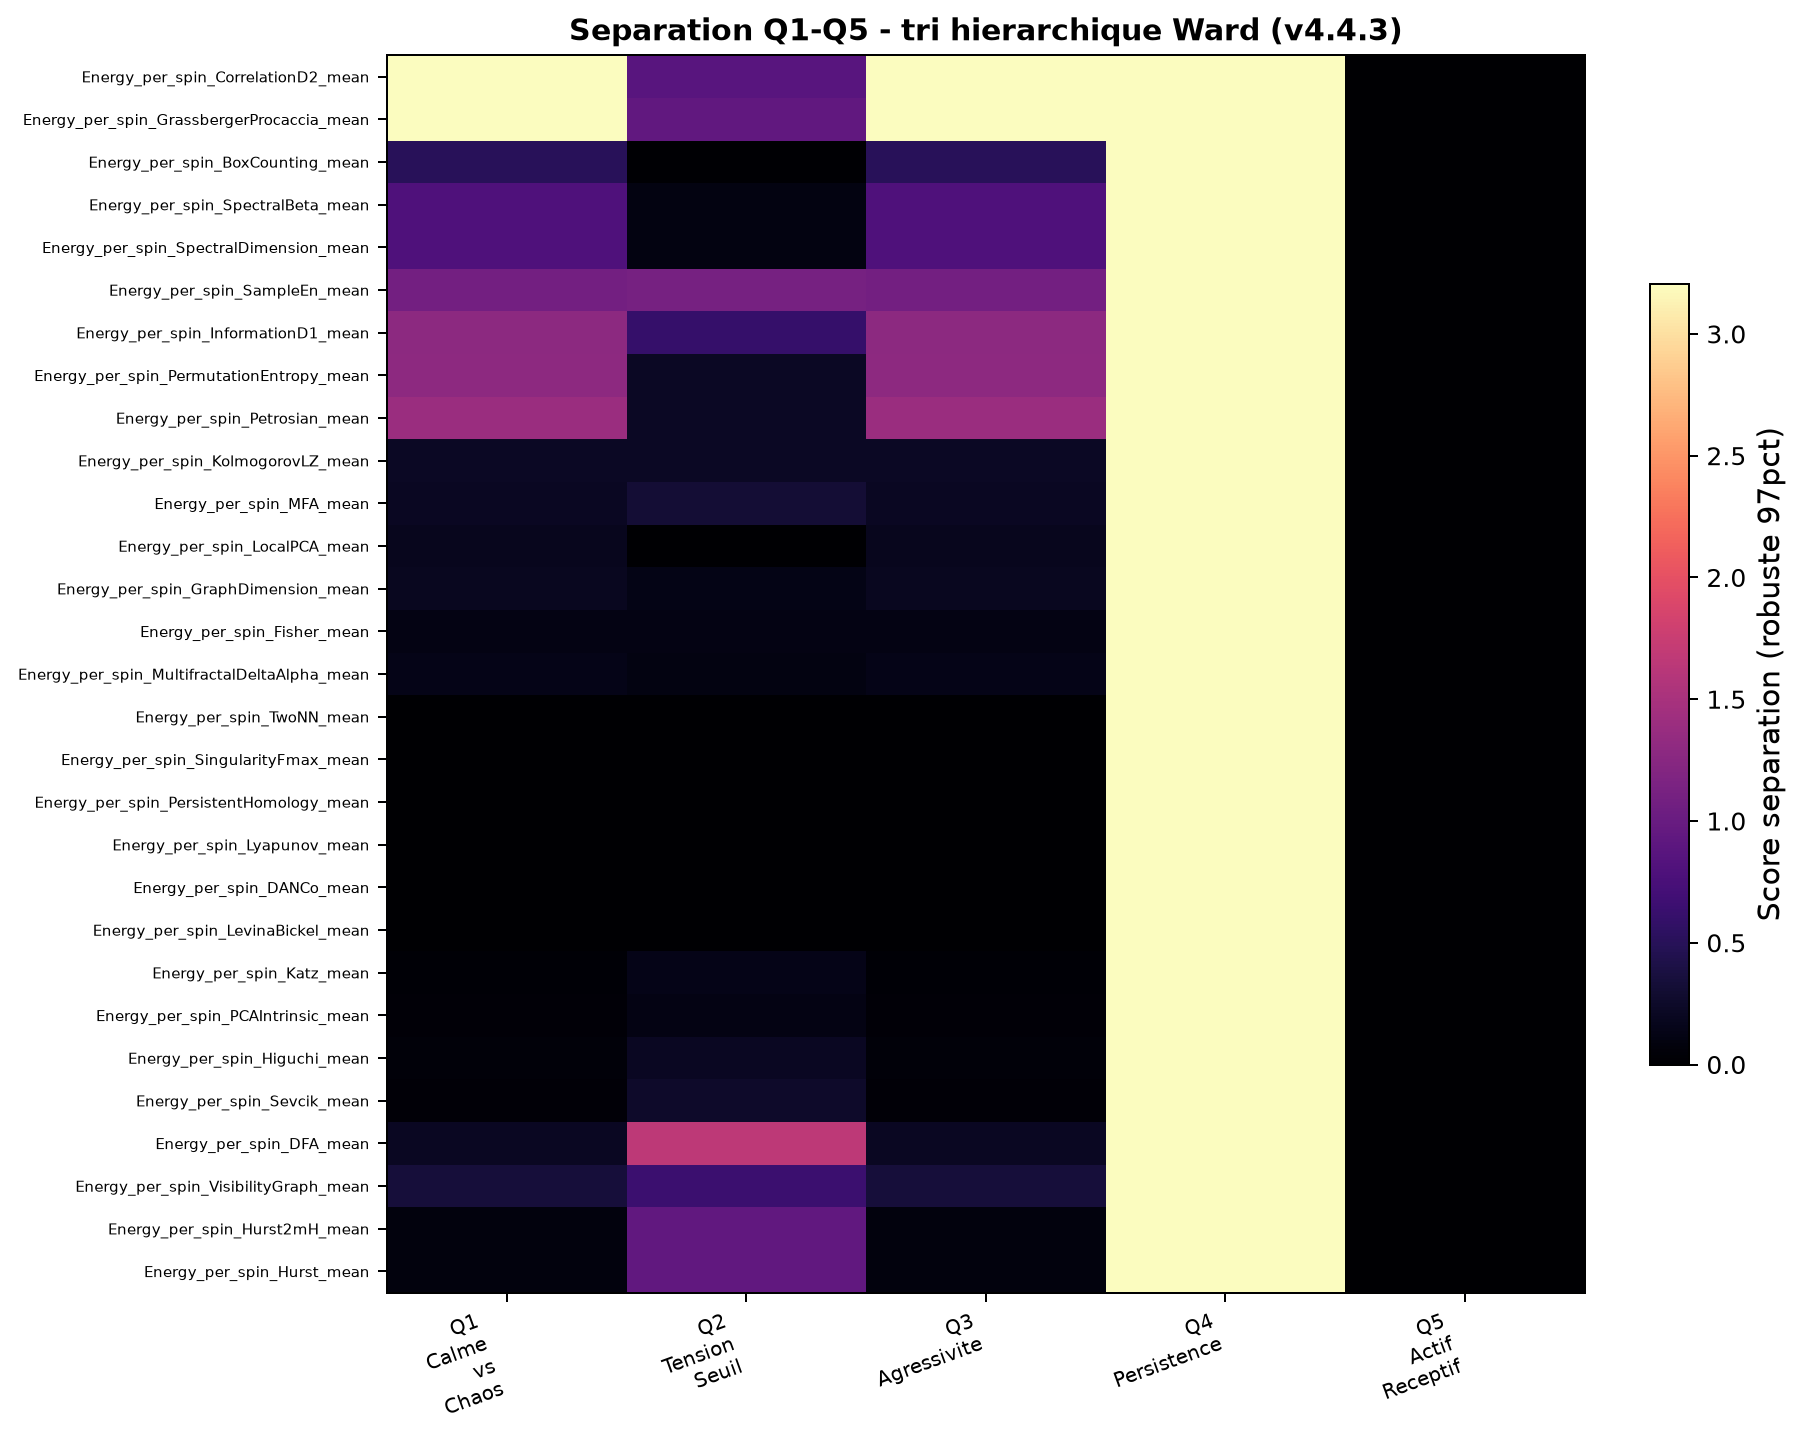 Separation Q1-Q5 - tri hierarchique Ward (v4.4.3)
Energy_per_spin_CorrelationD2_mean
Energy_per_spin_GrassbergerProcaccia_mean
Energy_per_spin_BoxCounting_mean
Energy_per_spin_SpectralBeta_mean
Energy_per_spin_SpectralDimension_mean
Energy_per_spin_SampleEn_mean
Energy_per_spin_InformationD1_mean
Energy_per_spin_PermutationEntropy_mean
Energy_per_spin_Petrosian_mean
Energy_per_spin_KolmogorovLZ_mean
Energy_per_spin_MFA_mean
Energy_per_spin_LocalPCA_mean
Energy_per_spin_GraphDimension_mean
Energy_per_spin_Fisher_mean
Energy_per_spin_MultifractalDeltaAlpha_mean
Energy_per_spin_TwoNN_mean
Energy_per_spin_SingularityFmax_mean
Energy_per_spin_PersistentHomology_mean
Energy_per_spin_Lyapunov_mean
Energy_per_spin_DANCo_mean
Energy_per_spin_LevinaBickel_mean
Energy_per_spin_Katz_mean
Energy_per_spin_PCAIntrinsic_mean
Energy_per_spin_Higuchi_mean
Energy_per_spin_Sevcik_mean
Energy_per_spin_DFA_mean
Energy_per_spin_VisibilityGraph_mean
Energy_per_spin_Hurst2mH_mean
Energy_per_spin_Hurst_mean
Q1
Calme
vs
Chaos
Q2
Tension
Seuil
Q3
Agressivite
Q4
Persistence
Q5
Actif
Receptif
3.0
2.5
2.0
1.5
1.0
0.5
0.0
Score separation (robuste 97pct)